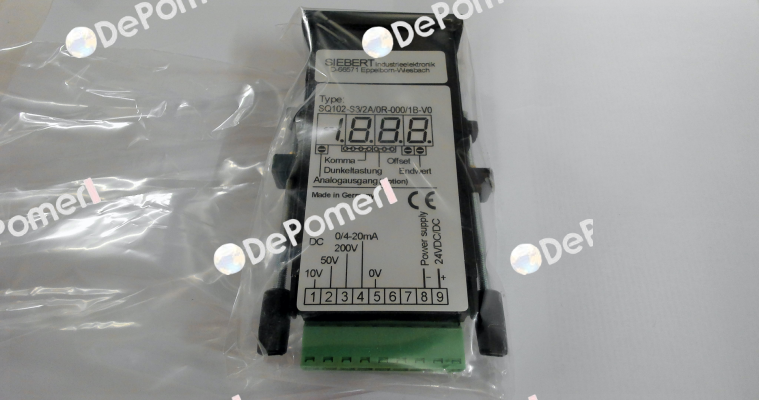 DePomeri
SIEBERT industrieelektronik
D-66571 Eppelborn-Wiesbach
Type:
SQ102-S3/2A/0R-000/1B-V0
1.8.8.8.
Komma Offset
Dunkeltastung Endwert
Analogausgang (option)
Made in Germany
CE
DC 0/4-20mA
200V
50V
10V 0V
Power supply
24VDC/DC
- +
1 2 3 4 5 6 7 8 9
DePomeri
DePomeri
DePomeri